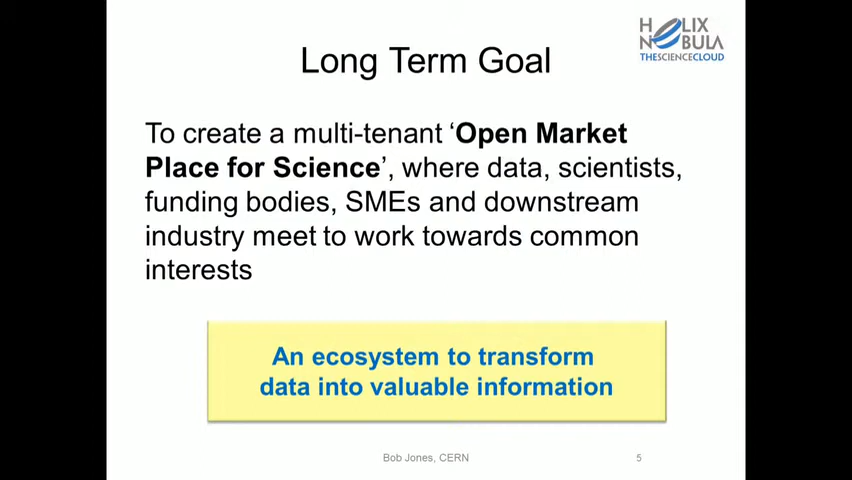 HELIX
NEBULA
THESCIENCECLOUD
Long Term Goal
To create a multi-tenant ‘Open Market
Place for Science’, where data, scientists,
funding bodies, SMEs and downstream
industry meet to work towards common
interests
An ecosystem to transform
data into valuable information
Bob Jones, CERN
5